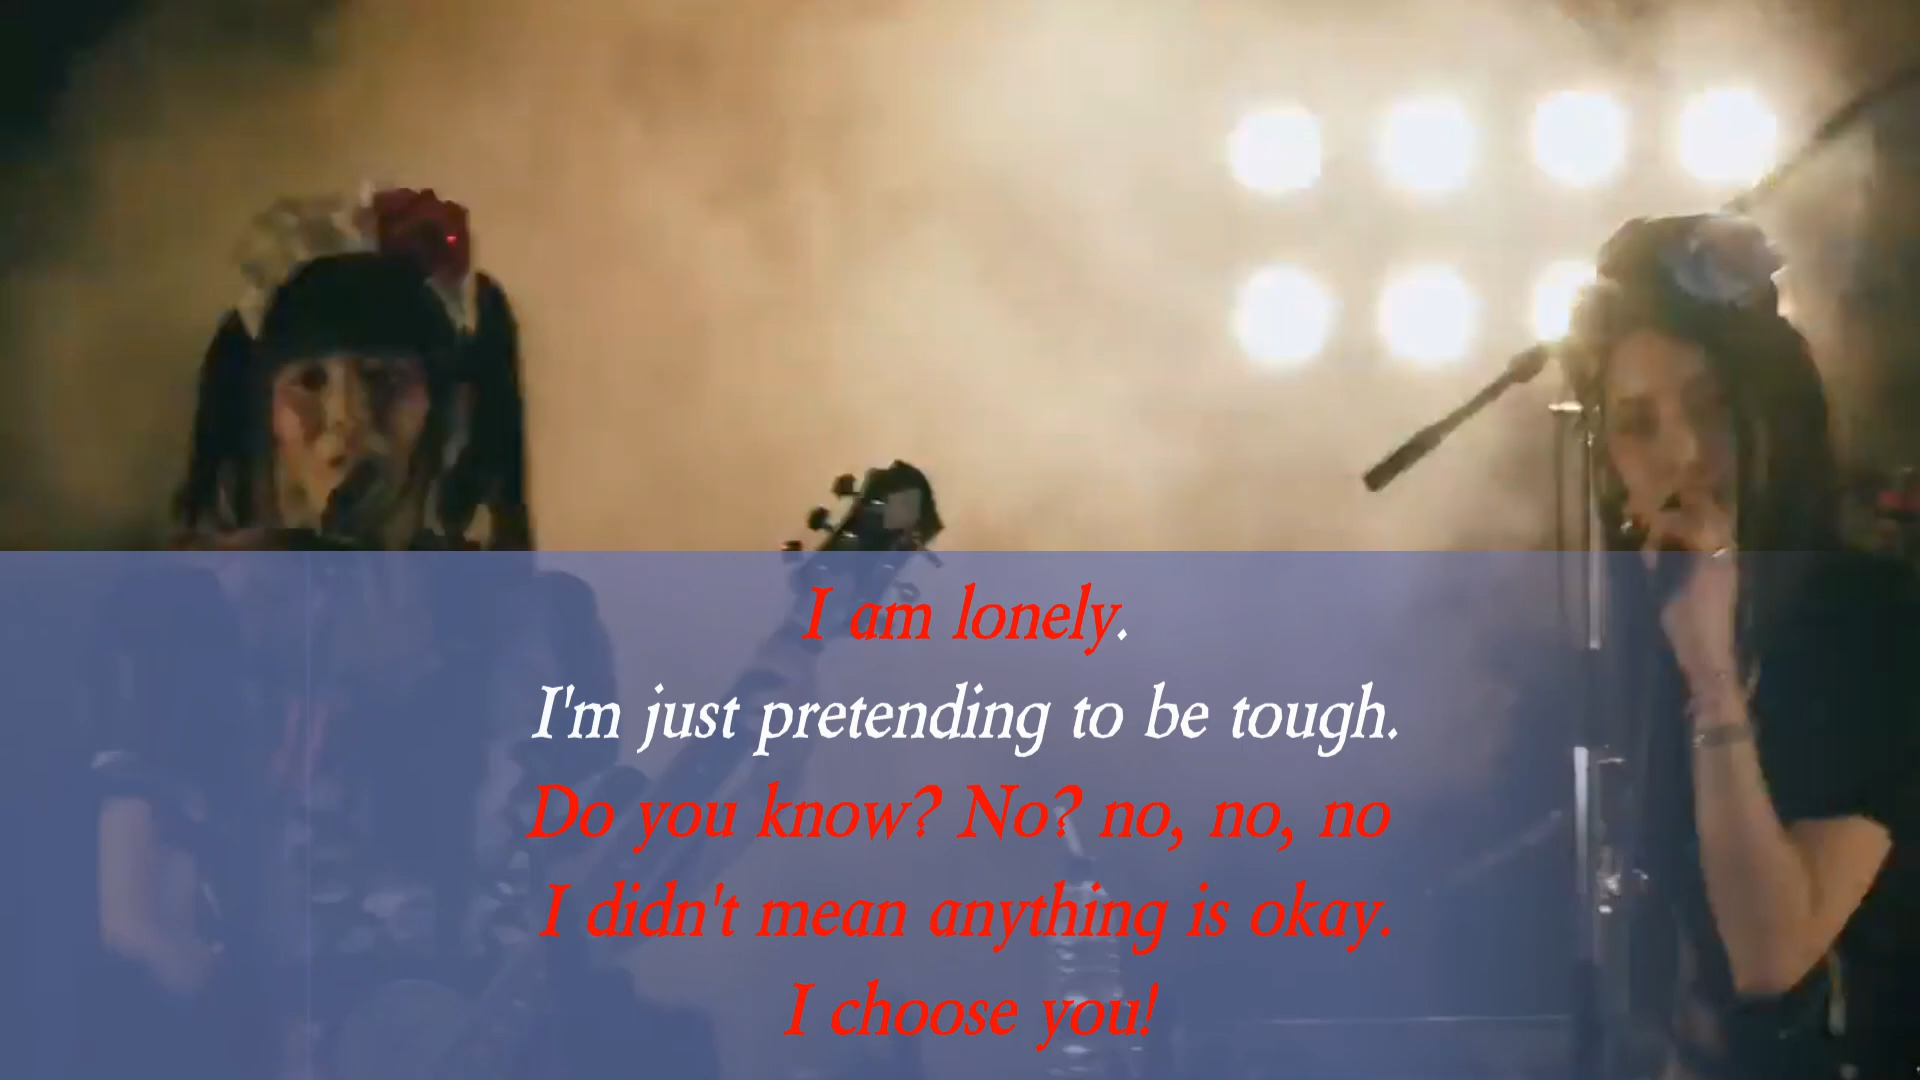 I am lonely.
I'm just pretending to be tough.
Do you know? No? no, no, no
I didn't mean anything is okay.
I choose you!